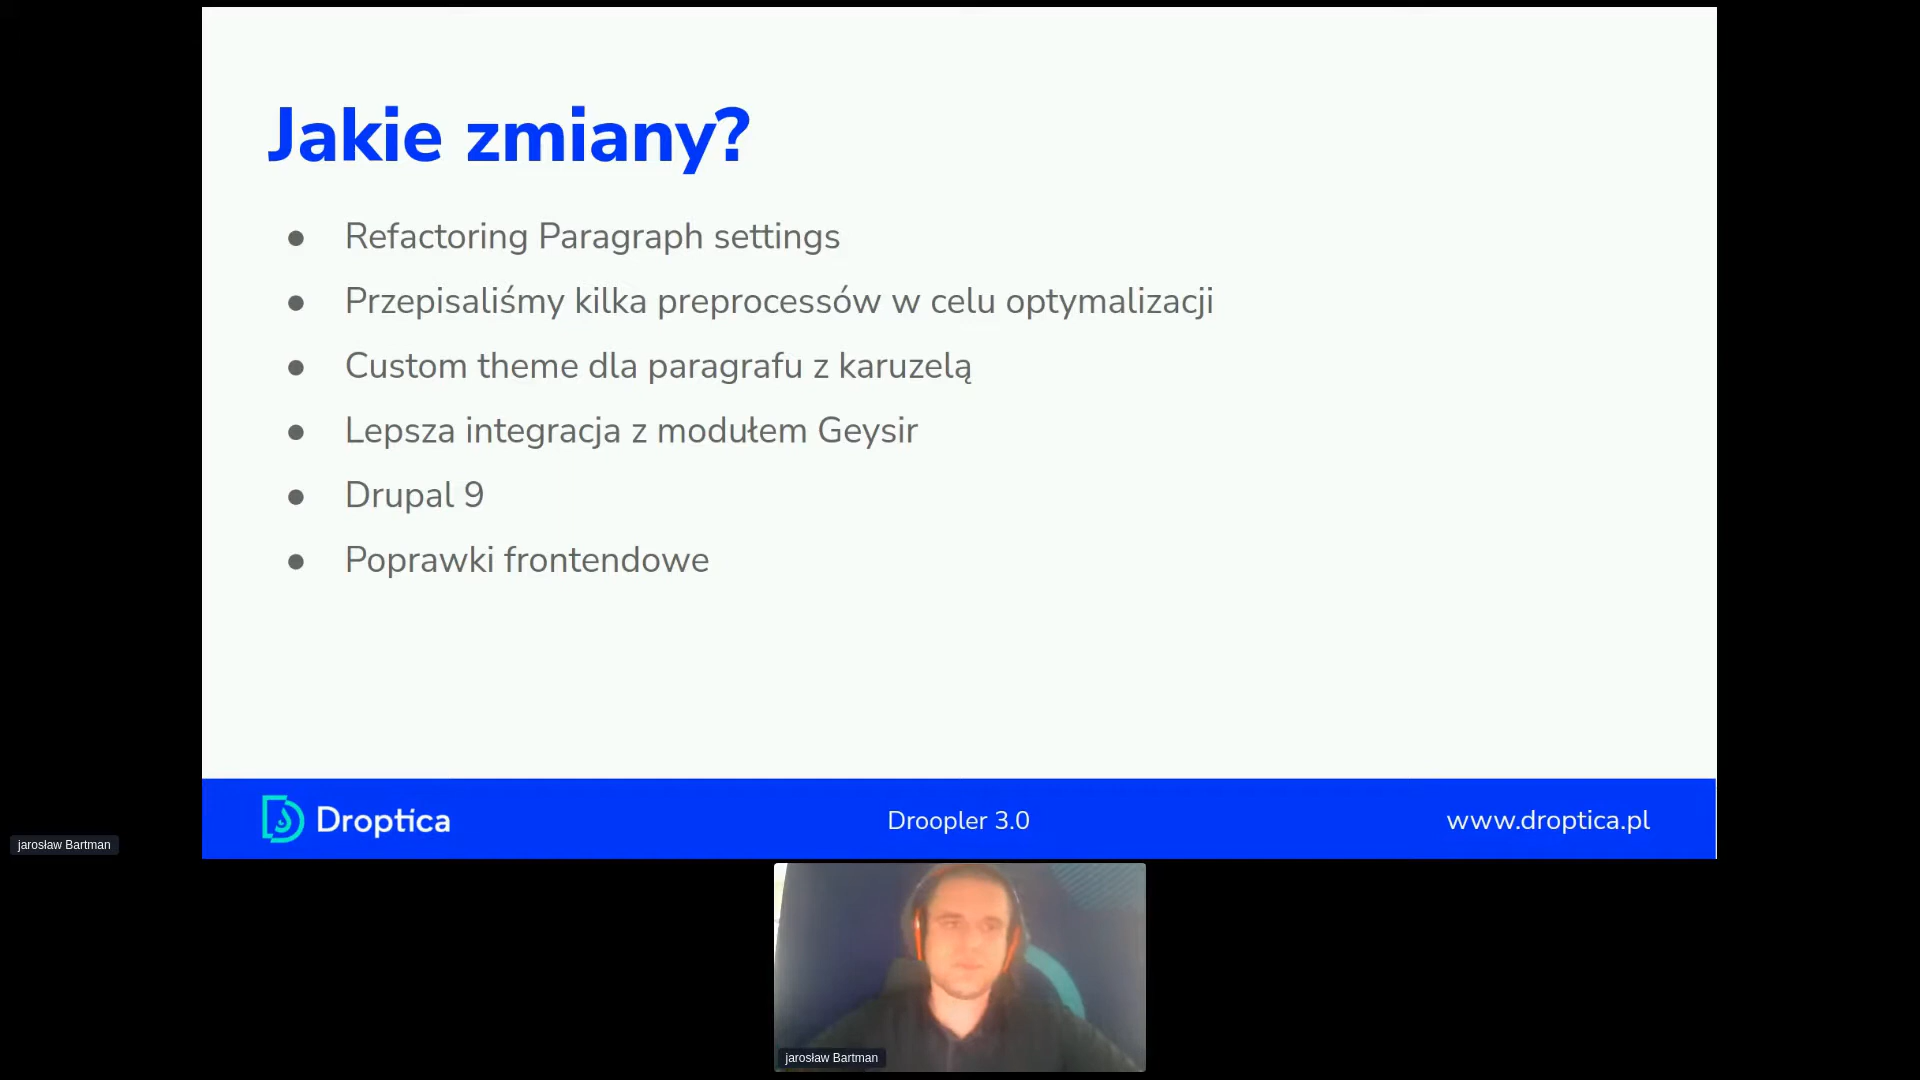 Jakie zmiany?
● Refactoring Paragraph settings
● Przepisaliśmy kilka preprocessów w celu optymalizacji
● Custom theme dla paragrafu z karuzelą
● Lepsza integracja z modułem Geysir
● Drupal 9
● Poprawki frontendowe
Droptica
Droopler 3.0
www.droptica.pl
jarosław Bartman
jarosław Bartman